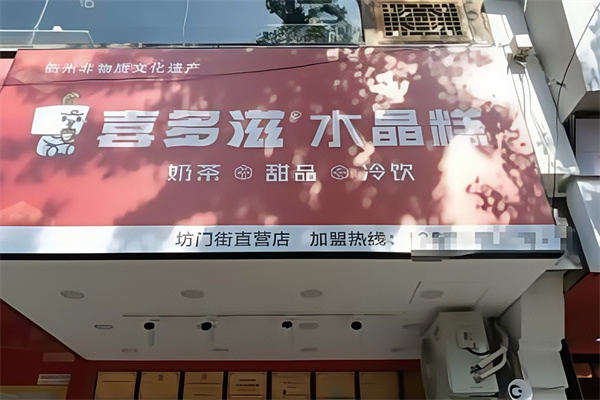 衢州非物质文化遗产
喜多滋水晶糕
奶茶 甜品 冷饮
坊门街直营店 加盟热线：